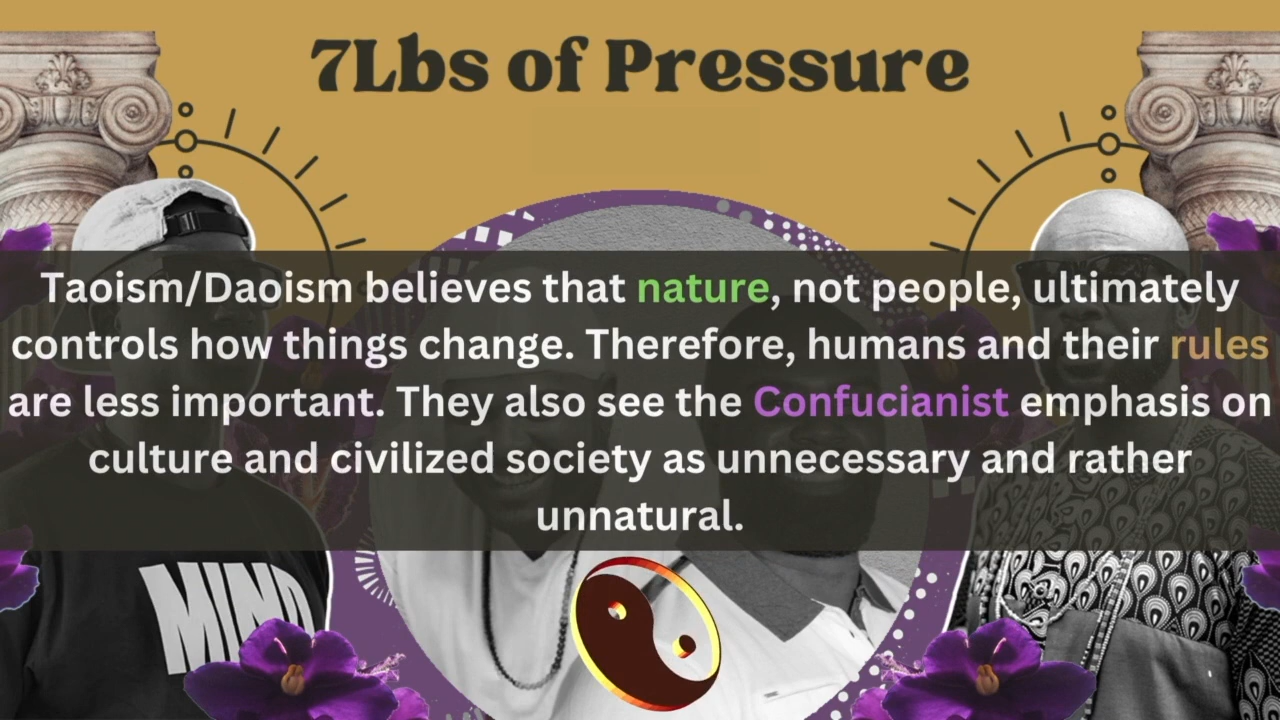 7Lbs of Pressure
Taoism/Daoism believes that nature, not people, ultimately
controls how things change. Therefore, humans and their rules
are less important. They also see the Confucianist emphasis on
culture and civilized society as unnecessary and rather
unnatural.
MIND